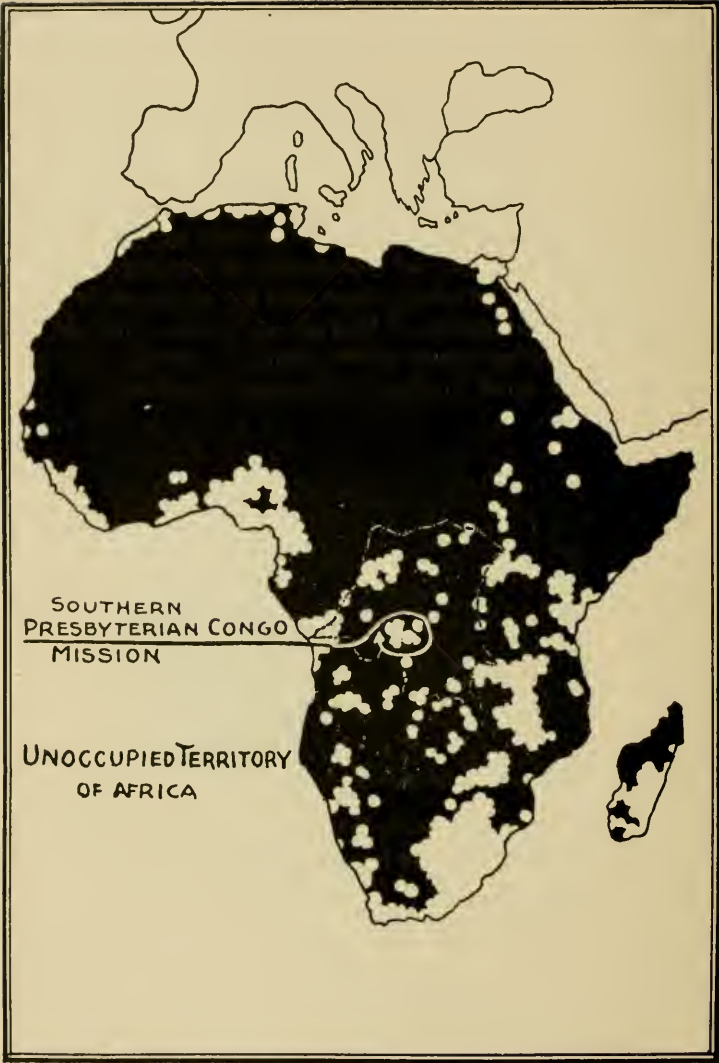 SOUTHERN
PRESBYTERIAN CONGO
MISSION
UNOCCUPIED TERRITORY
OF AFRICA